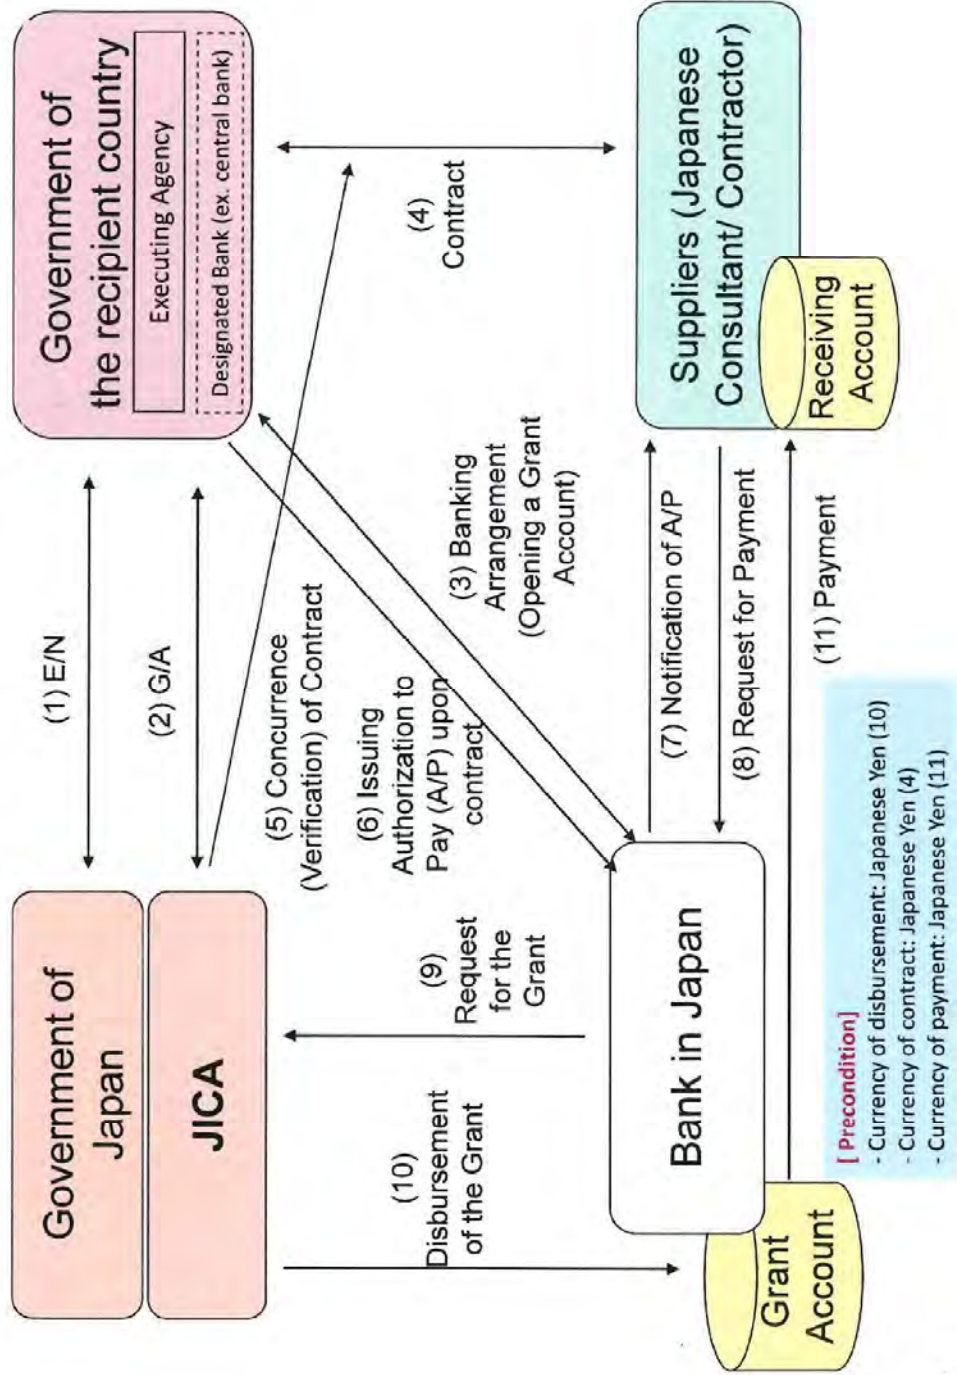 Government of
Japan
JICA
(1) E/N
(2) G/A
Government of
the recipient country
Executing Agency
Designated Bank (ex. central bank)
(5) Concurrence
(Verification) of Contract
(6) Issuing
Authorization to
Pay (A/P) upon
contract
(4)
Contract
(9)
Request
for the
Grant
(10)
Disbursement
of the Grant
(3) Banking
Arrangement
(Opening a Grant
Account)
Bank in Japan
(7) Notification of A/P
(8) Request for Payment
(11) Payment
Suppliers (Japanese
Consultant/ Contractor)
Receiving
Account
Grant
Account
[ Precondition]
- Currency of disbursement: Japanese Yen (10)
- Currency of contract: Japanese Yen (4)
- Currency of payment: Japanese Yen (11)